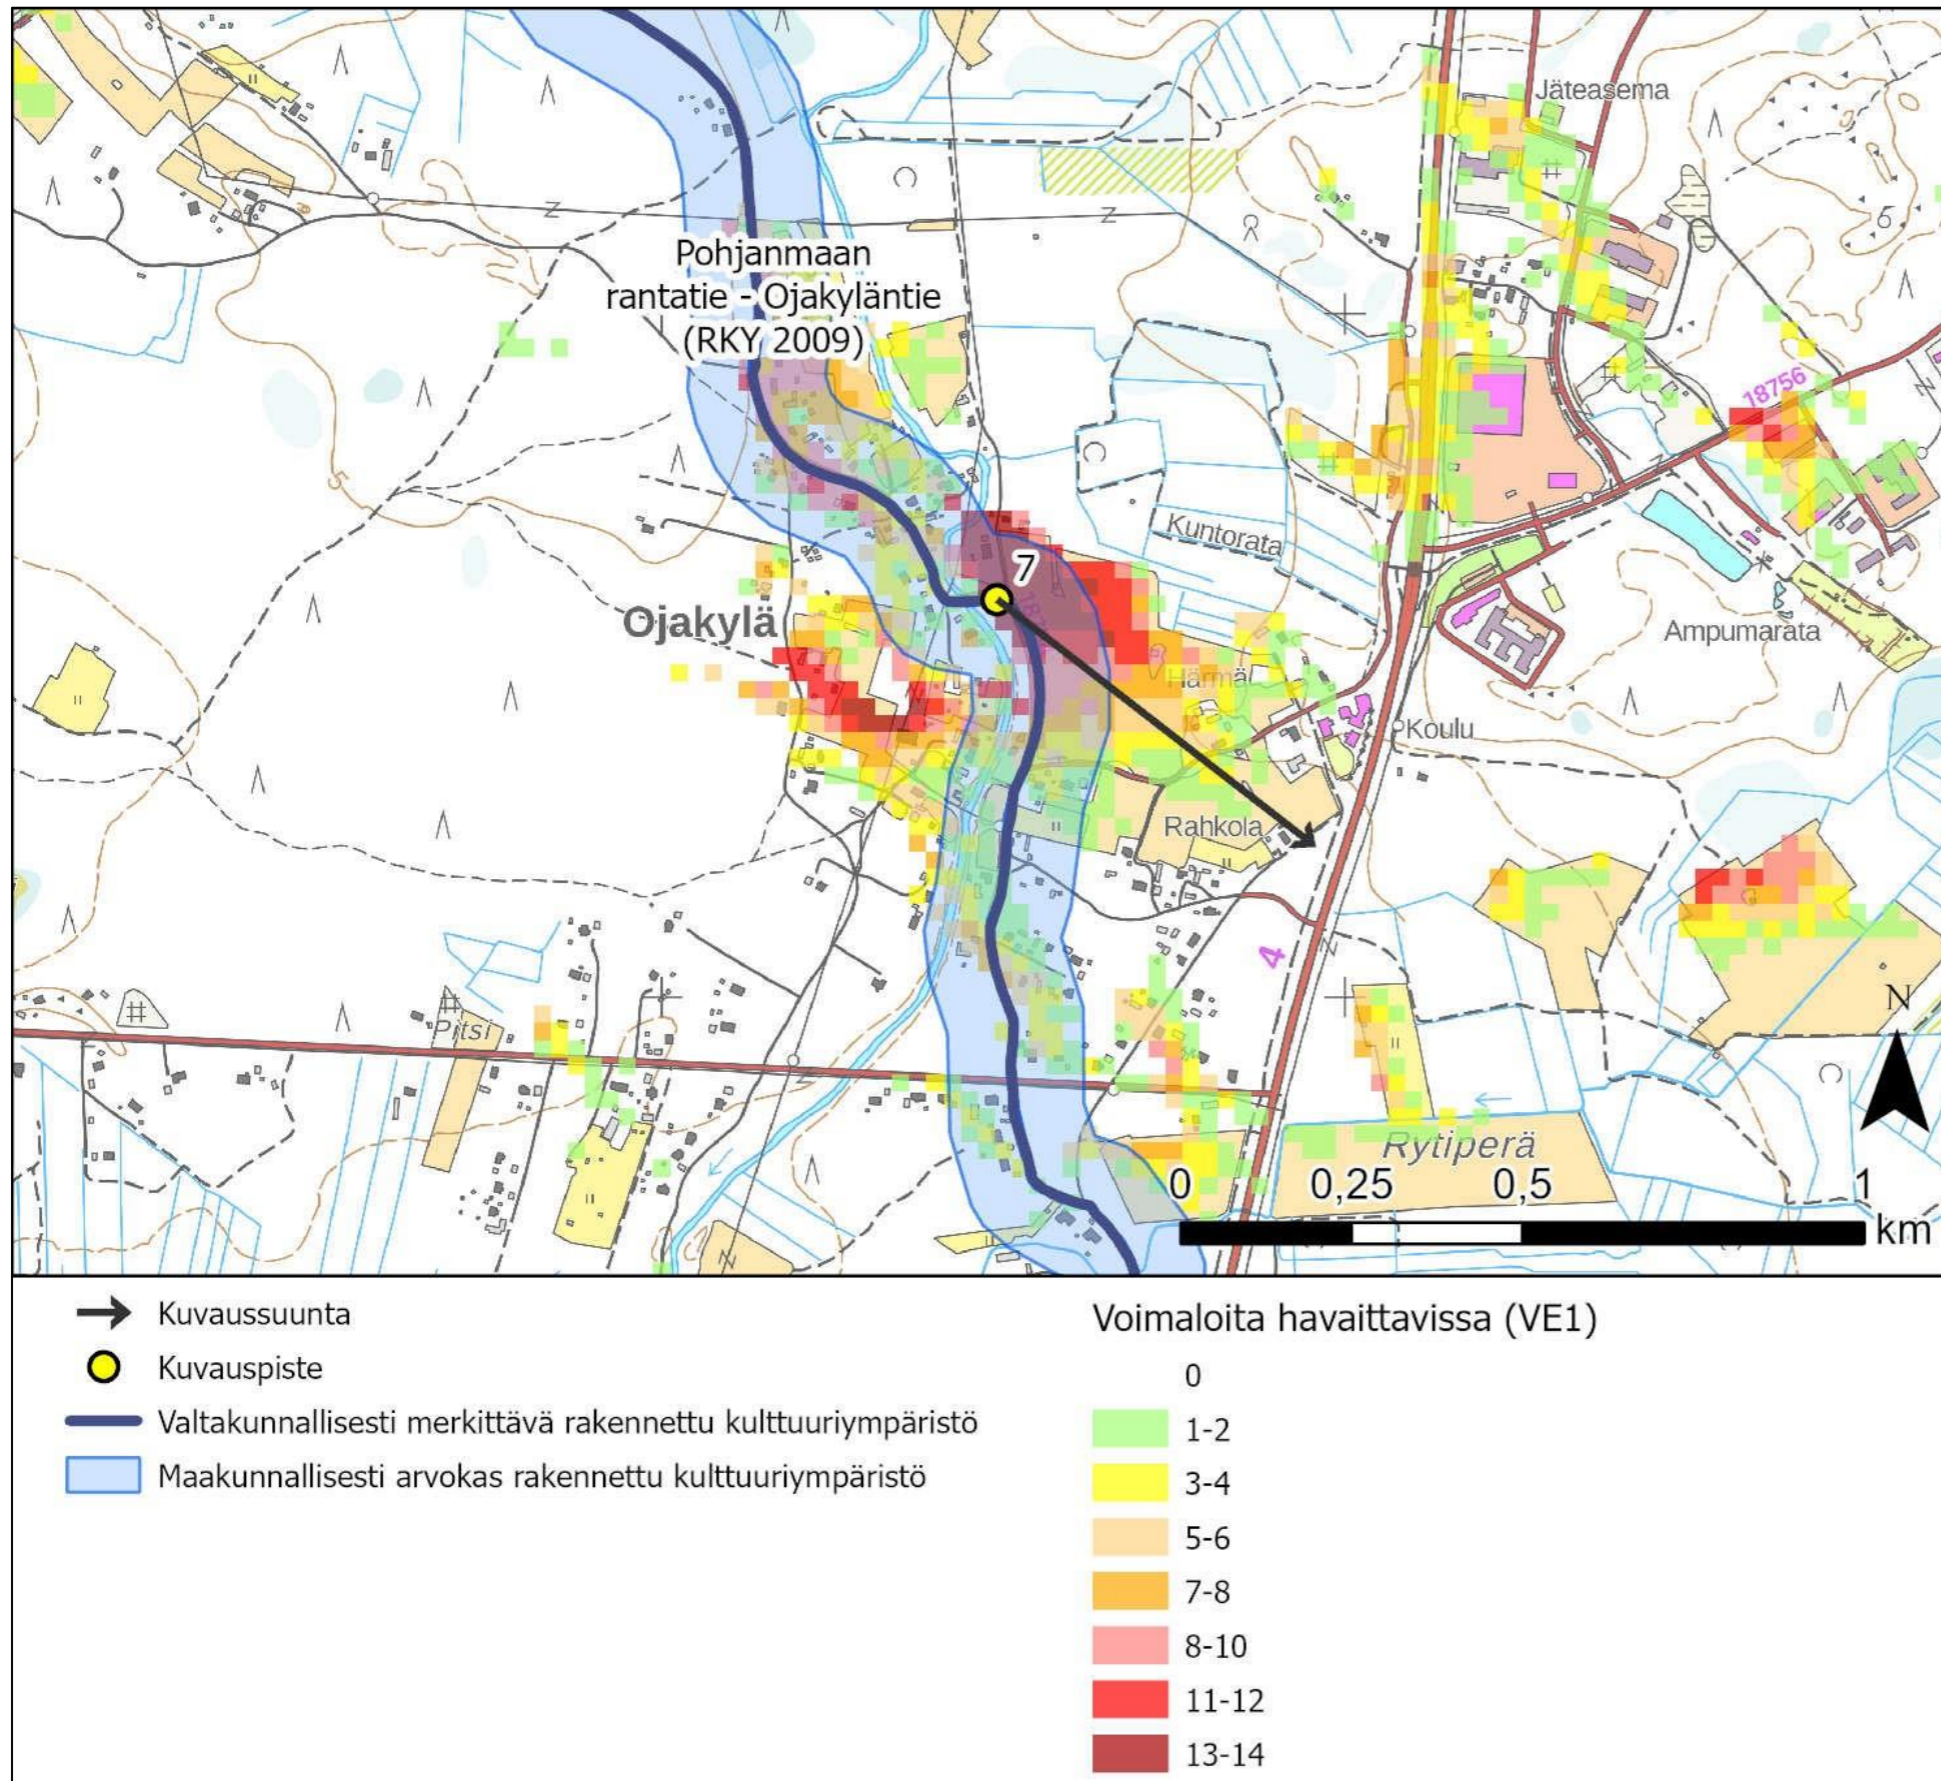 Jäteasema
Pohjanmaan
rantatie - Ojakyläntie
(RKY 2009)
18756
5
5
Kuntorata
7
Ojakylä
Ampumarata
Härmä
Koulu
Rahkola
4
N
Pitsi
Rytiperä
0 0,25 0,5 1
km
Kuvaussuunta
Kuvauspiste
Valtakunnallisesti merkittävä rakennettu kulttuuriympäristö
Maakunnallisesti arvokas rakennettu kulttuuriympäristö
Voimaloita havaittavissa (VE1)
0
1-2
3-4
5-6
7-8
8-10
11-12
13-14